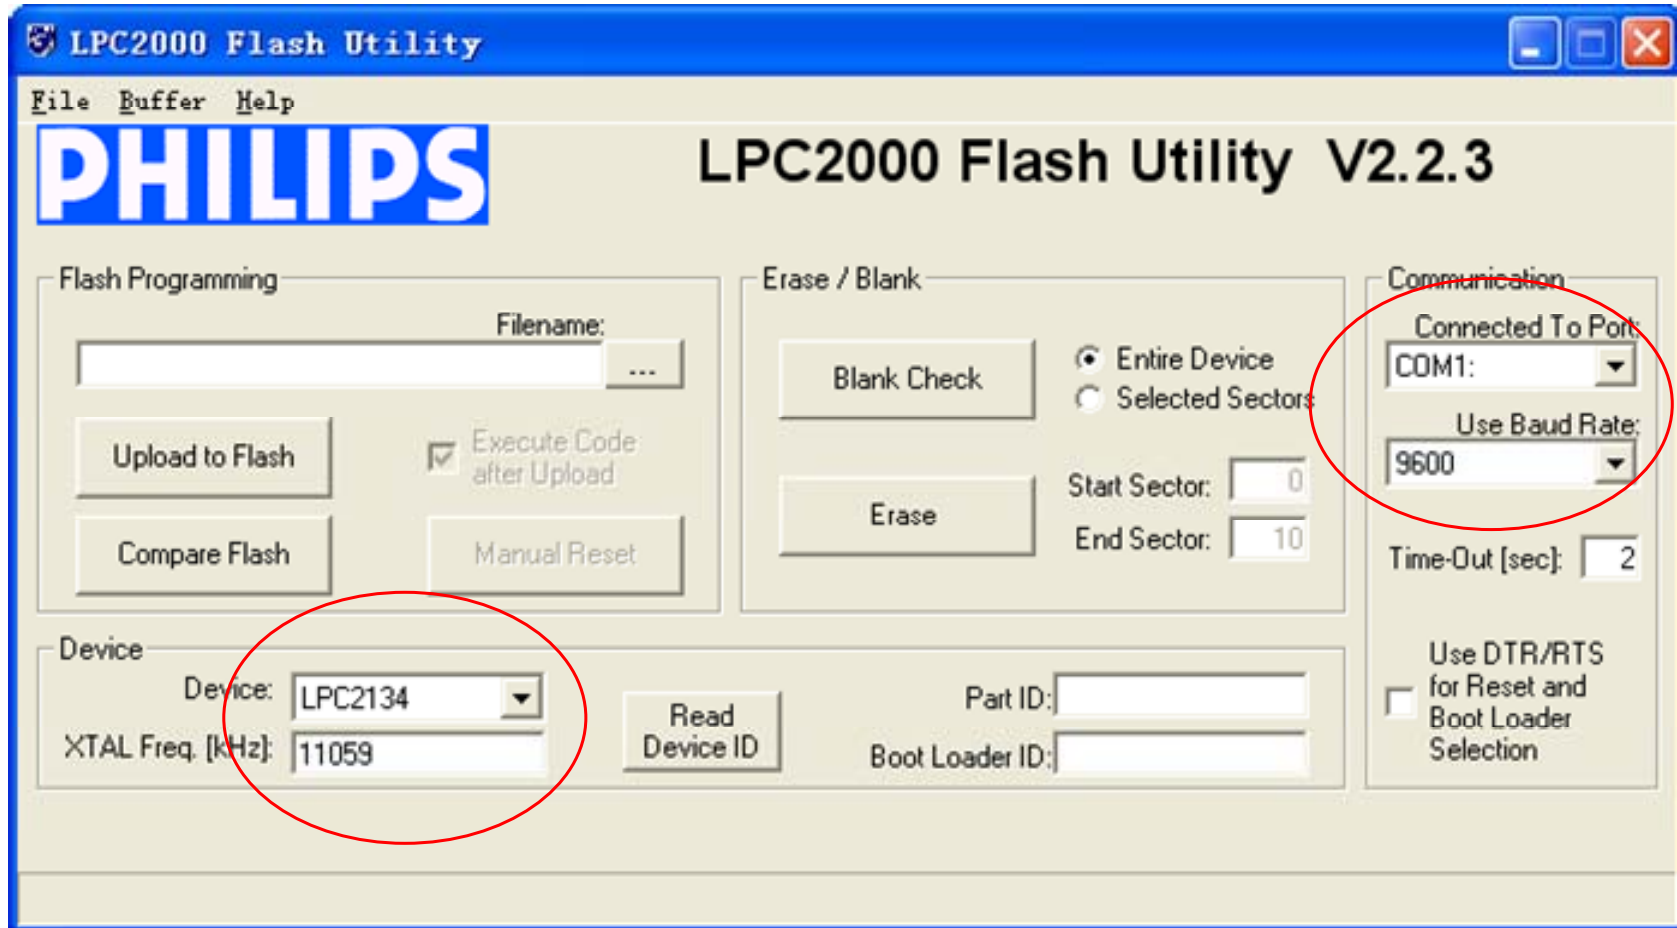 LPC2000 Flash Utility
File Buffer Help
PHILIPS
LPC2000 Flash Utility V2.2.3
Flash Programming
Filename:
...
Upload to Flash
Execute Code
after Upload
Compare Flash
Manual Reset
Erase / Blank
Blank Check
Entire Device
Selected Sectors
Erase
Start Sector: 0
End Sector: 10
Communication
Connected To Port:
COM1:
Use Baud Rate:
9600
Time-Out [sec]: 2
Use DTR/RTS
for Reset and
Boot Loader
Selection
Device
Device: LPC2134
XTAL Freq. [kHz]: 11059
Read
Device ID
Part ID:
Boot Loader ID: